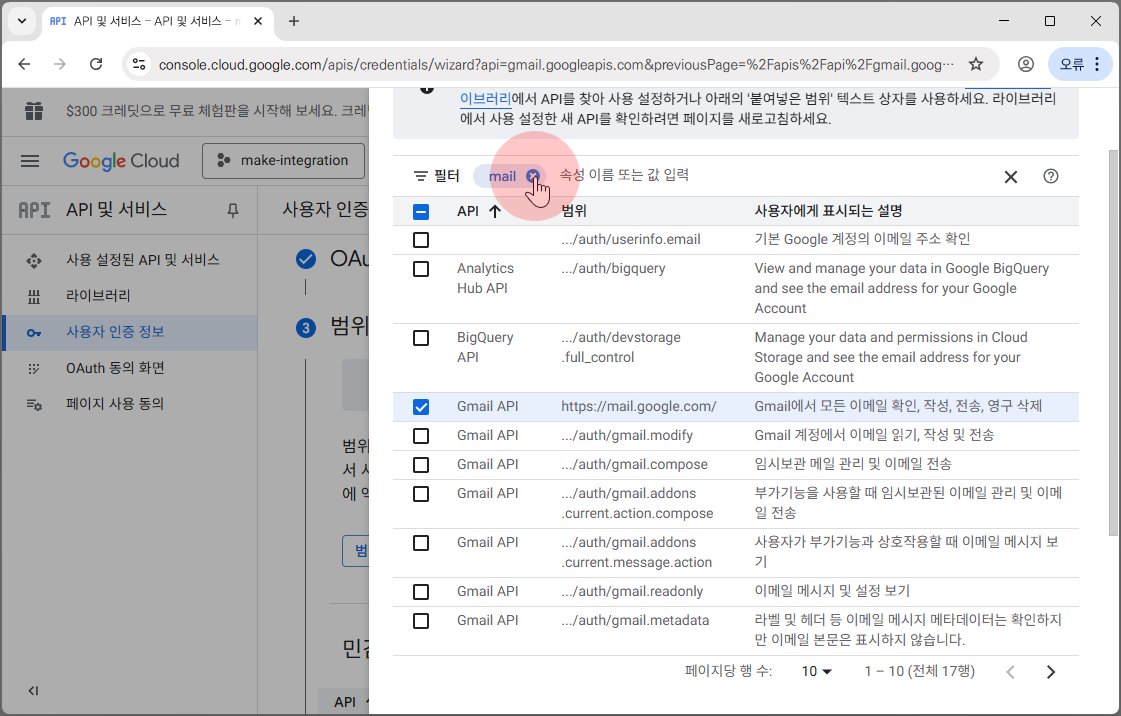 API API 및 서비스 – API 및 서비스 –
console.cloud.google.com/apis/credentials/wizard?api=gmail.googleapis.com&previousPage=%2Fapis%2Fapi%2Fgmail.goog…
오류
$300 크레딧으로 무료 체험판을 시작해 보세요.
Google Cloud
make-integration
API API 및 서비스
사용 설정된 API 및 서비스
라이브러리
사용자 인증 정보
OAuth 동의 화면
페이지 사용 동의
사용자 인증
3 범위
범위
서
에
API
이브러리에서 API를 찾아 사용 설정하거나 아래의 '붙여넣은 범위' 텍스트 상자를 사용하세요. 라이브러리
에서 사용 설정한 새 API를 확인하려면 페이지를 새로고침하세요.
필터 mail 속성 이름 또는 값 입력
API 범위 사용자에게 표시되는 설명
.../auth/userinfo.email 기본 Google 계정의 이메일 주소 확인
Analytics .../auth/bigquery View and manage your data in Google BigQuery
Hub API and see the email address for your Google
Account
BigQuery .../auth/devstorage Manage your data and permissions in Cloud
API .full_control Storage and see the email address for your
Google Account
Gmail API https://mail.google.com/ Gmail에서 모든 이메일 확인, 작성, 전송, 영구 삭제
Gmail API .../auth/gmail.modify Gmail 계정에서 이메일 읽기, 작성 및 전송
Gmail API .../auth/gmail.compose 임시보관 메일 관리 및 이메일 전송
Gmail API .../auth/gmail.addons 부가기능을 사용할 때 임시보관된 이메일 관리 및 이메
.current.action.compose 일 전송
Gmail API .../auth/gmail.addons 사용자가 부가기능과 상호작용할 때 이메일 메시지 보
.current.message.action 기
Gmail API .../auth/gmail.readonly 이메일 메시지 및 설정 보기
Gmail API .../auth/gmail.metadata 라벨 및 헤더 등 이메일 메시지 메타데이터는 확인하지
만 이메일 본문은 표시하지 않습니다.
페이지당 행 수: 10 1 – 10 (전체 17행)